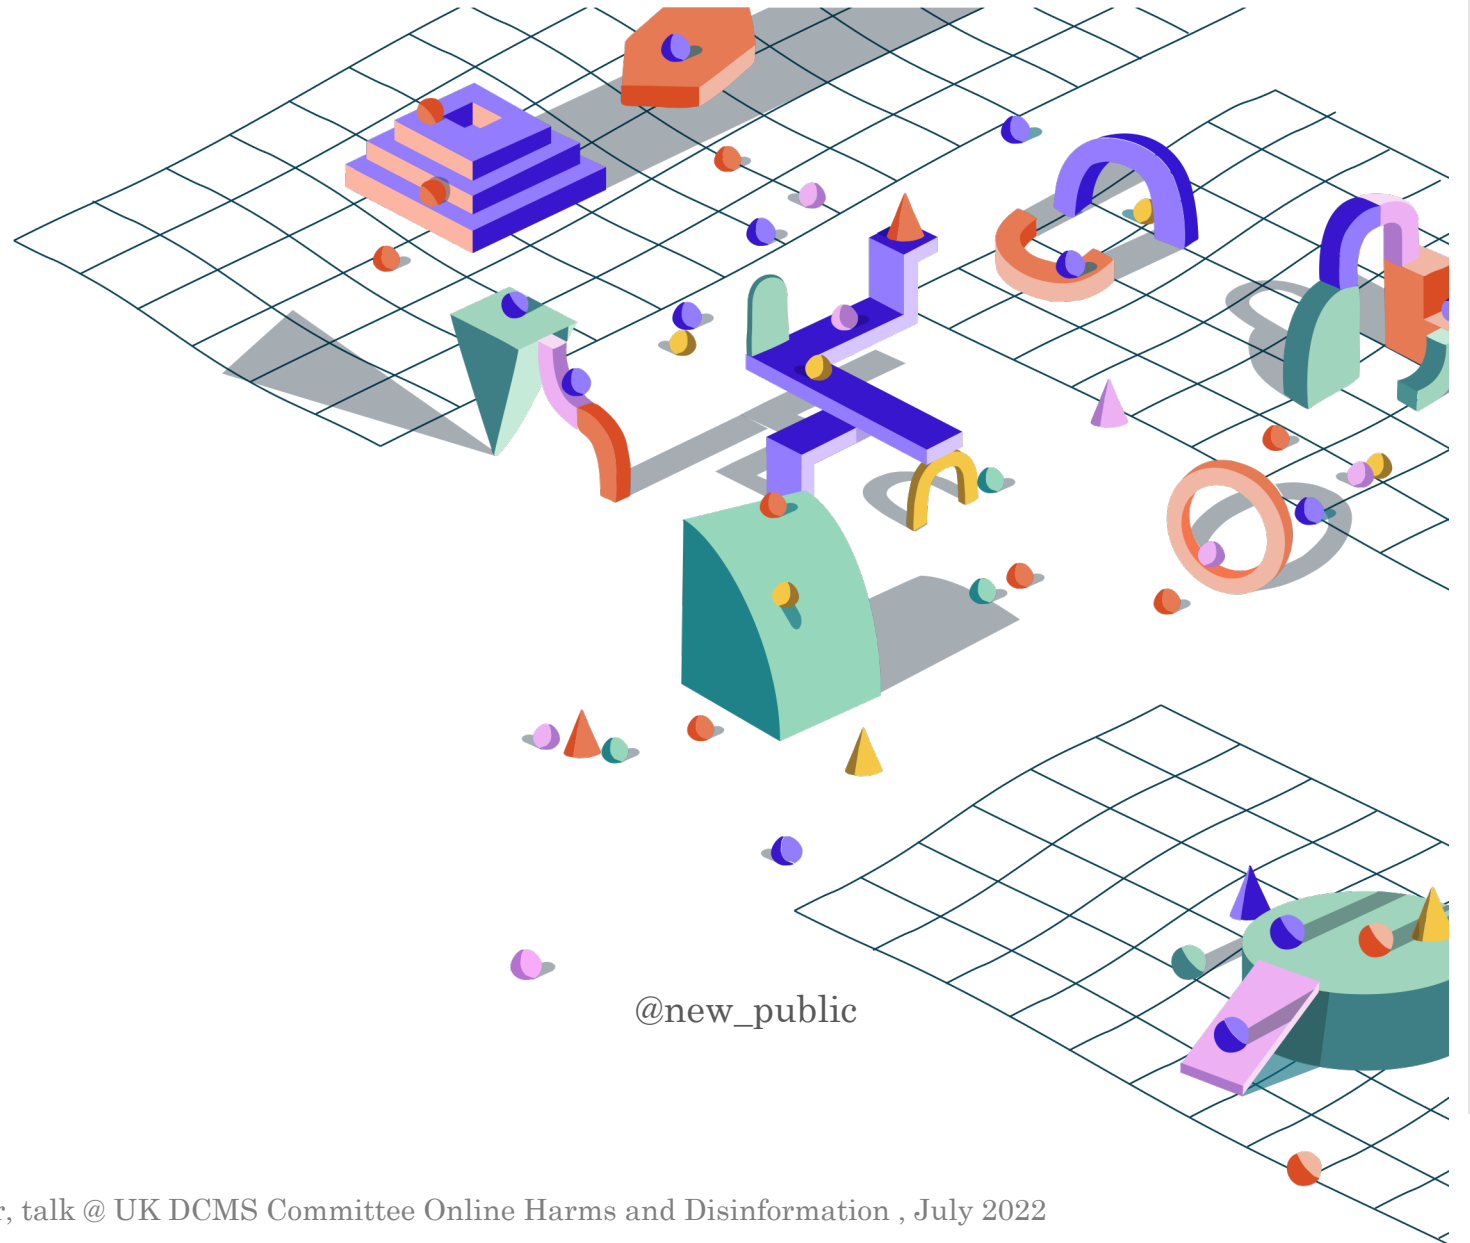 @new_public
, talk @ UK DCMS Committee Online Harms and Disinformation , July 2022